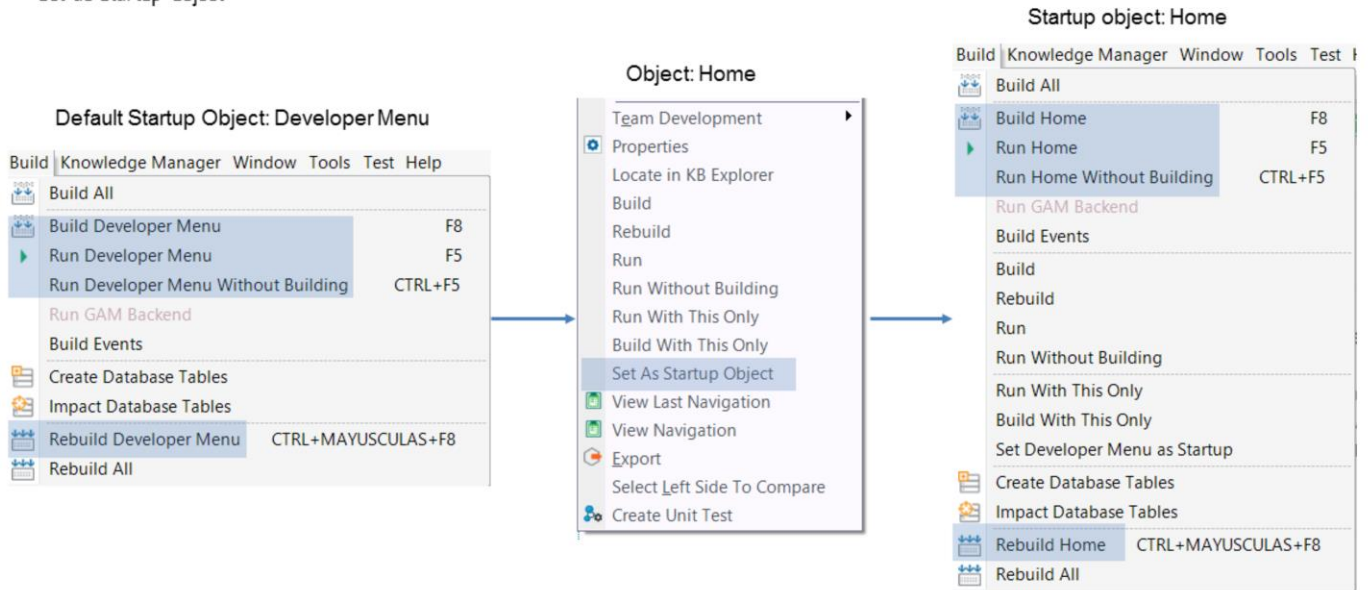 Startup object: Home
Object: Home
Default Startup Object: Developer Menu
Build Knowledge Manager Window Tools Test Help
Build All
Build Developer Menu F8
Run Developer Menu F5
Run Developer Menu Without Building CTRL+F5
Run GAM Backend
Build Events
Create Database Tables
Impact Database Tables
Rebuild Developer Menu CTRL+MAYUSCULAS+F8
Rebuild All
Team Development
Properties
Locate in KB Explorer
Build
Rebuild
Run
Run Without Building
Run With This Only
Build With This Only
Set As Startup Object
View Last Navigation
View Navigation
Export
Select Left Side To Compare
Create Unit Test
Build Knowledge Manager Window Tools Test
Build All
Build Home F8
Run Home F5
Run Home Without Building CTRL+F5
Run GAM Backend
Build Events
Build
Rebuild
Run
Run Without Building
Run With This Only
Build With This Only
Set Developer Menu as Startup
Create Database Tables
Impact Database Tables
Rebuild Home CTRL+MAYUSCULAS+F8
Rebuild All